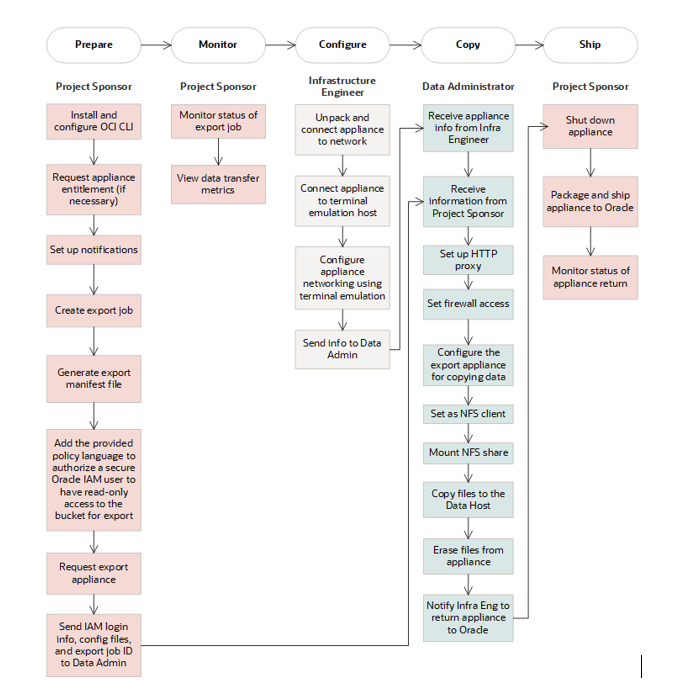 Prepare
Monitor
Configure
Copy
Ship
Project Sponsor
Project Sponsor
Infrastructure
Engineer
Data Administrator
Project Sponsor
Install and
configure OCI CLI
Request appliance
entitlement (if
necessary)
Set up notifications
Create export job
Generate export
manifest file
Add the provided
policy language to
authorize a secure
Oracle IAM user to
have read-only
access to the
bucket for export
Request export
appliance
Send IAM login
info, config files,
and export job ID
to Data Admin
Monitor status of
export job
View data transfer
metrics
Unpack and
connect appliance
to network
Connect appliance
to terminal
emulation host
Configure
appliance
networking using
terminal emulation
Send info to Data
Admin
Receive appliance
info from Infra
Engineer
Receive
information from
Project Sponsor
Set up HTTP
proxy
Set firewall access
Configure the
export appliance
for copying data
Set as NFS client
Mount NFS share
Copy files to the
Data Host
Erase files from
appliance
Notify Infra Eng to
return appliance
to Oracle
Shut down
appliance
Package and ship
appliance to Oracle
Monitor status of
appliance return